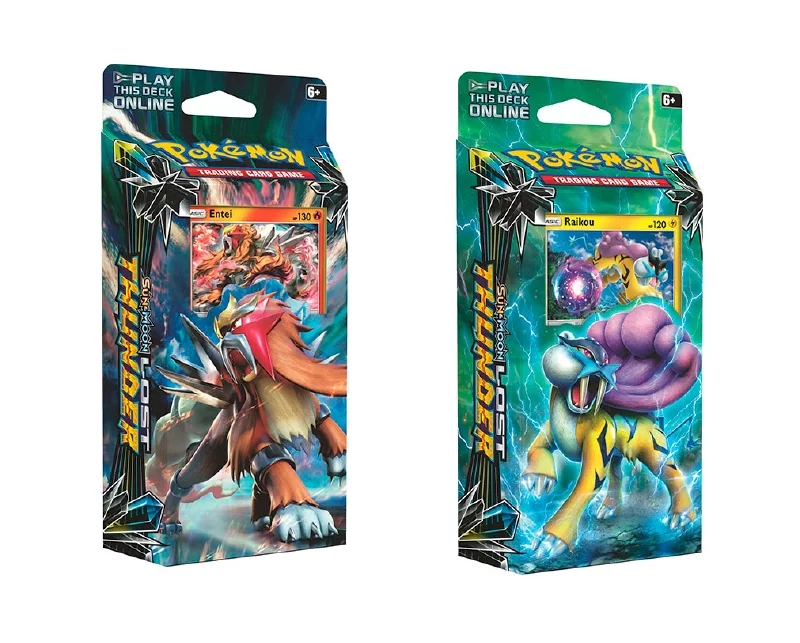 PLAY
THIS DECK
ONLINE
6+
POKéMON
TRADING CARD GAME
BASIC
Entei
HP130
SUN & MOON
LOST
THUNDER
PLAY
THIS DECK
ONLINE
6+
POKéMON
TRADING CARD GAME
BASIC
Raikou
HP120
SUN & MOON
LOST
THUNDER